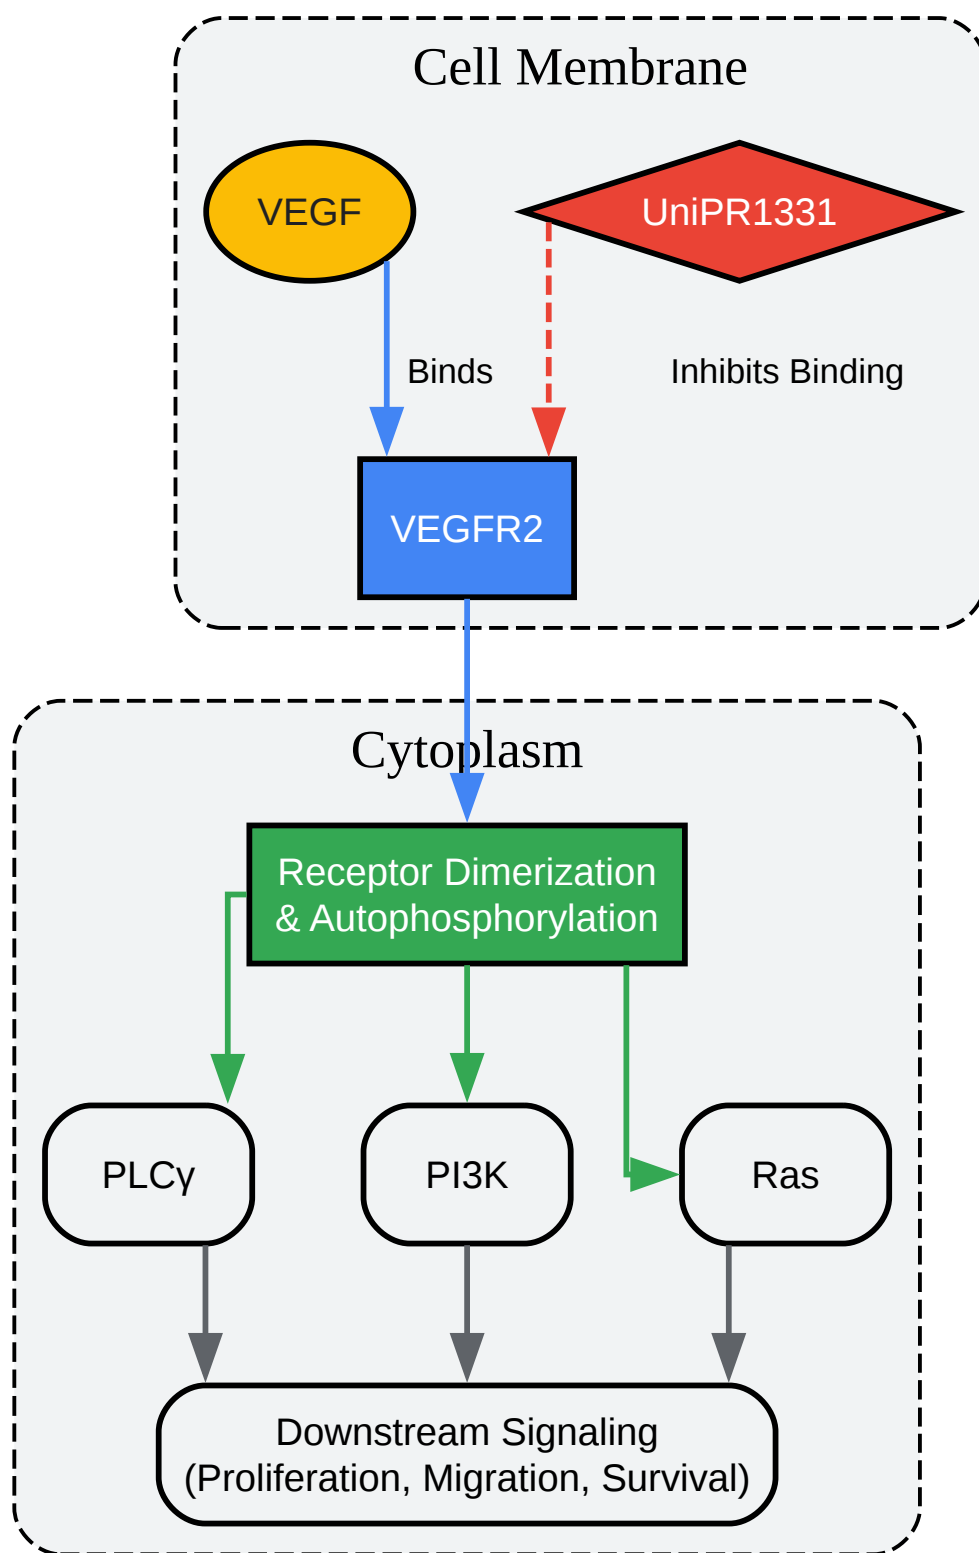 Cell Membrane
VEGF
UniPR1331
Binds
Inhibits Binding
VEGFR2
Cytoplasm
Receptor Dimerization
& Autophosphorylation
PLCγ
PI3K
Ras
Downstream Signaling
(Proliferation, Migration, Survival)